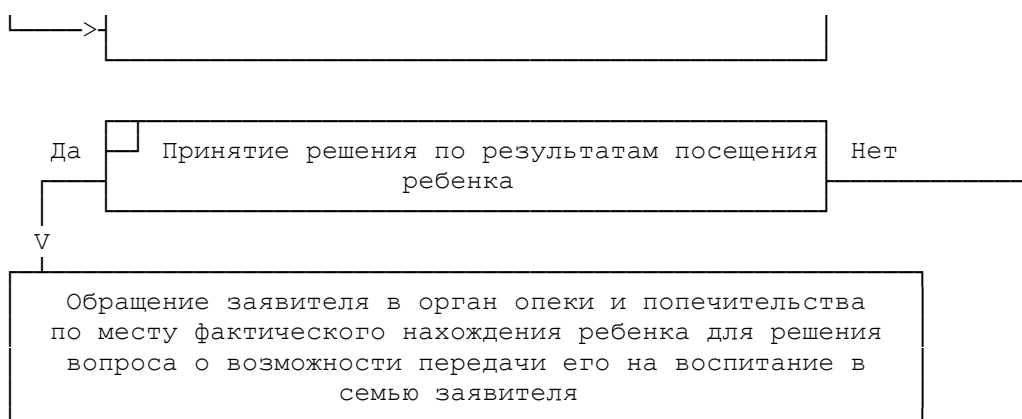 Да
Принятие решения по результатам посещения
Нет
ребенка
V
Обращение заявителя в орган опеки и попечительства
по месту фактического нахождения ребенка для решения
вопроса о возможности передачи его на воспитание в
семью заявителя